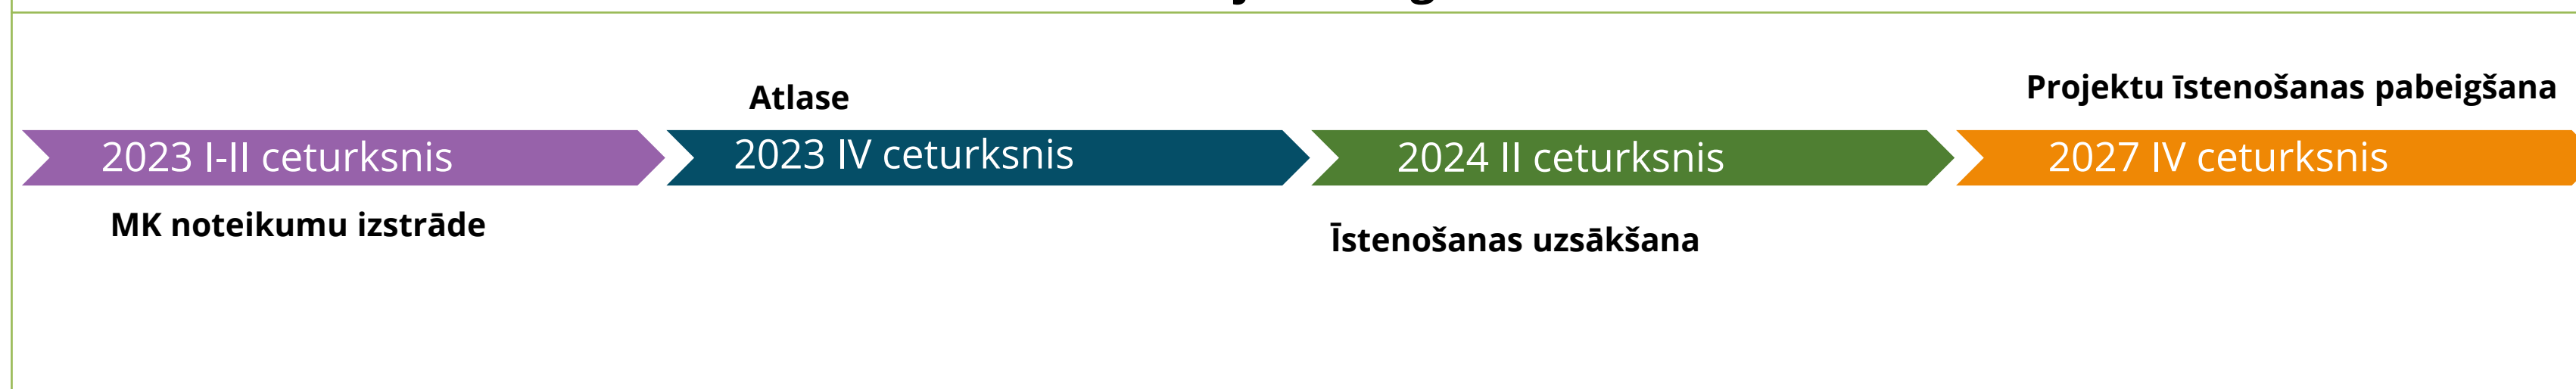 Atlase
Projektu īstenošanas pabeigšana
2023 I-II ceturksnis
2023 IV ceturksnis
2024 II ceturksnis
2027 IV ceturksnis
MK noteikumu izstrāde
Īstenošanas uzsākšana